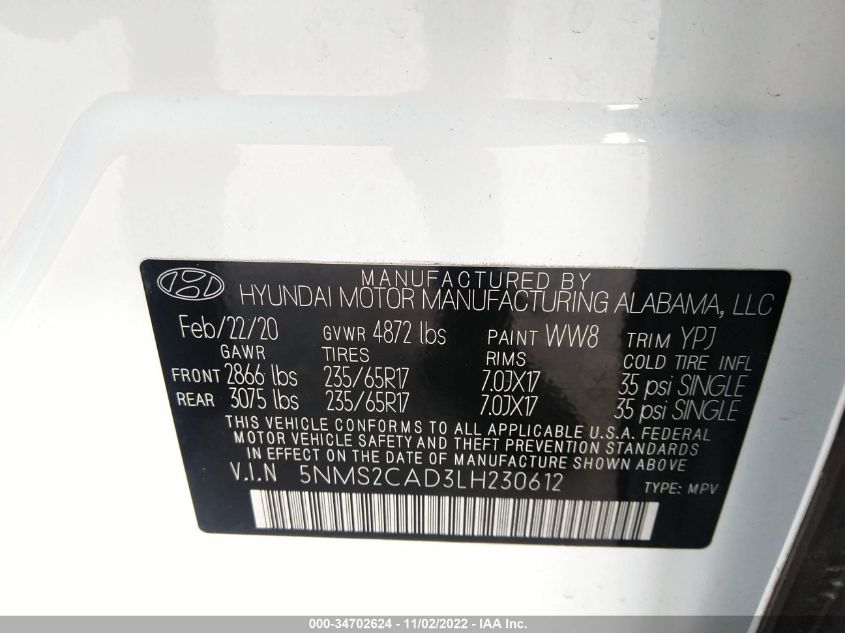 MANUFACTURED BY
HYUNDAI MOTOR MANUFACTURING ALABAMA, LLC
Feb/22/20 GVWR 4872 lbs PAINT WW8 TRIM YPJ
GAWR TIRES RIMS COLD TIRE INFL
FRONT 2866 lbs 235/65R17 7.0JX17 35 psi SINGLE
REAR 3075 lbs 235/65R17 7.0JX17 35 psi SINGLE
THIS VEHICLE CONFORMS TO ALL APPLICABLE U.S.A. FEDERAL
MOTOR VEHICLE SAFETY AND THEFT PREVENTION STANDARDS
IN EFFECT ON THE DATE OF MANUFACTURE SHOWN ABOVE
V.I.N 5NMS2CAD3LH230612 TYPE: MPV
000-34702624 - 11/02/2022 - IAA Inc.